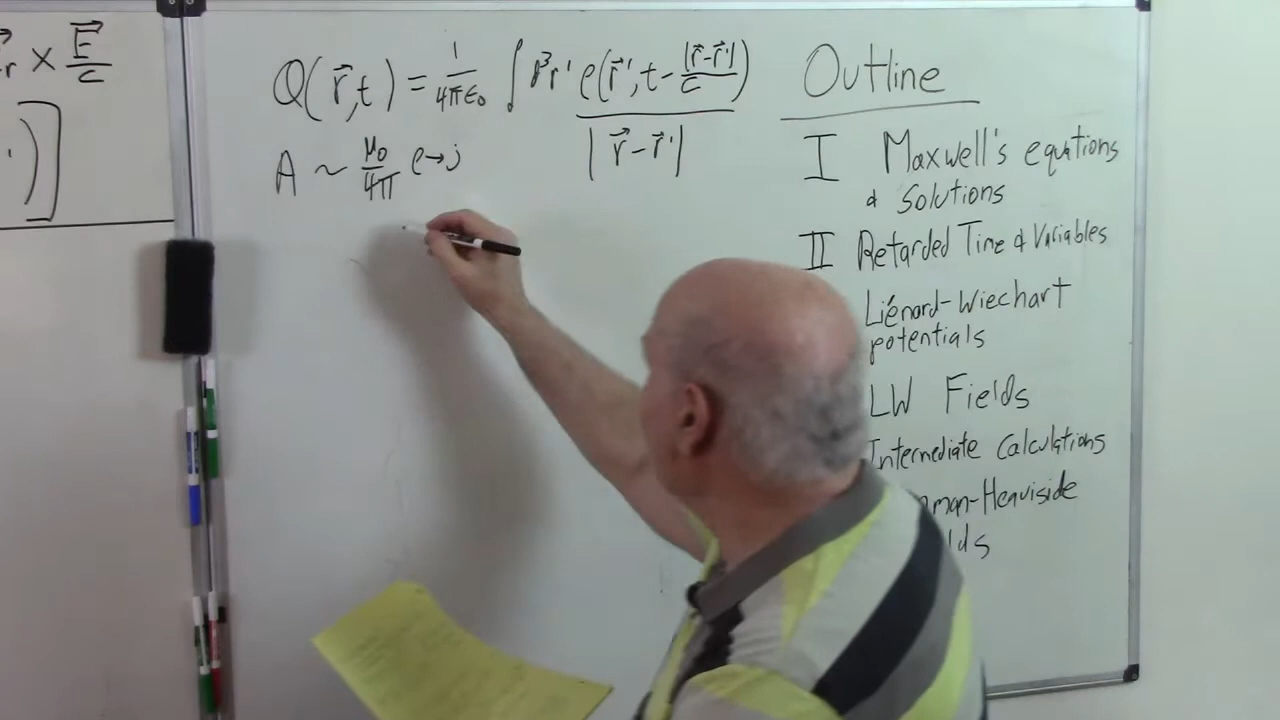 r × E⃗/c
')]
φ(r⃗,t) = 1/4πϵ₀ ∫ d³r' ρ(r⃗', t - |r⃗-r⃗'|/c) / |r⃗-r⃗'|
A ~ μ₀/4π ρ→j
Outline
I Maxwell's equations
& Solutions
II Retarded Time & Variables
Liénard-Wiechart
potentials
LW Fields
Intermediate Calculations
man-Heaviside
lds